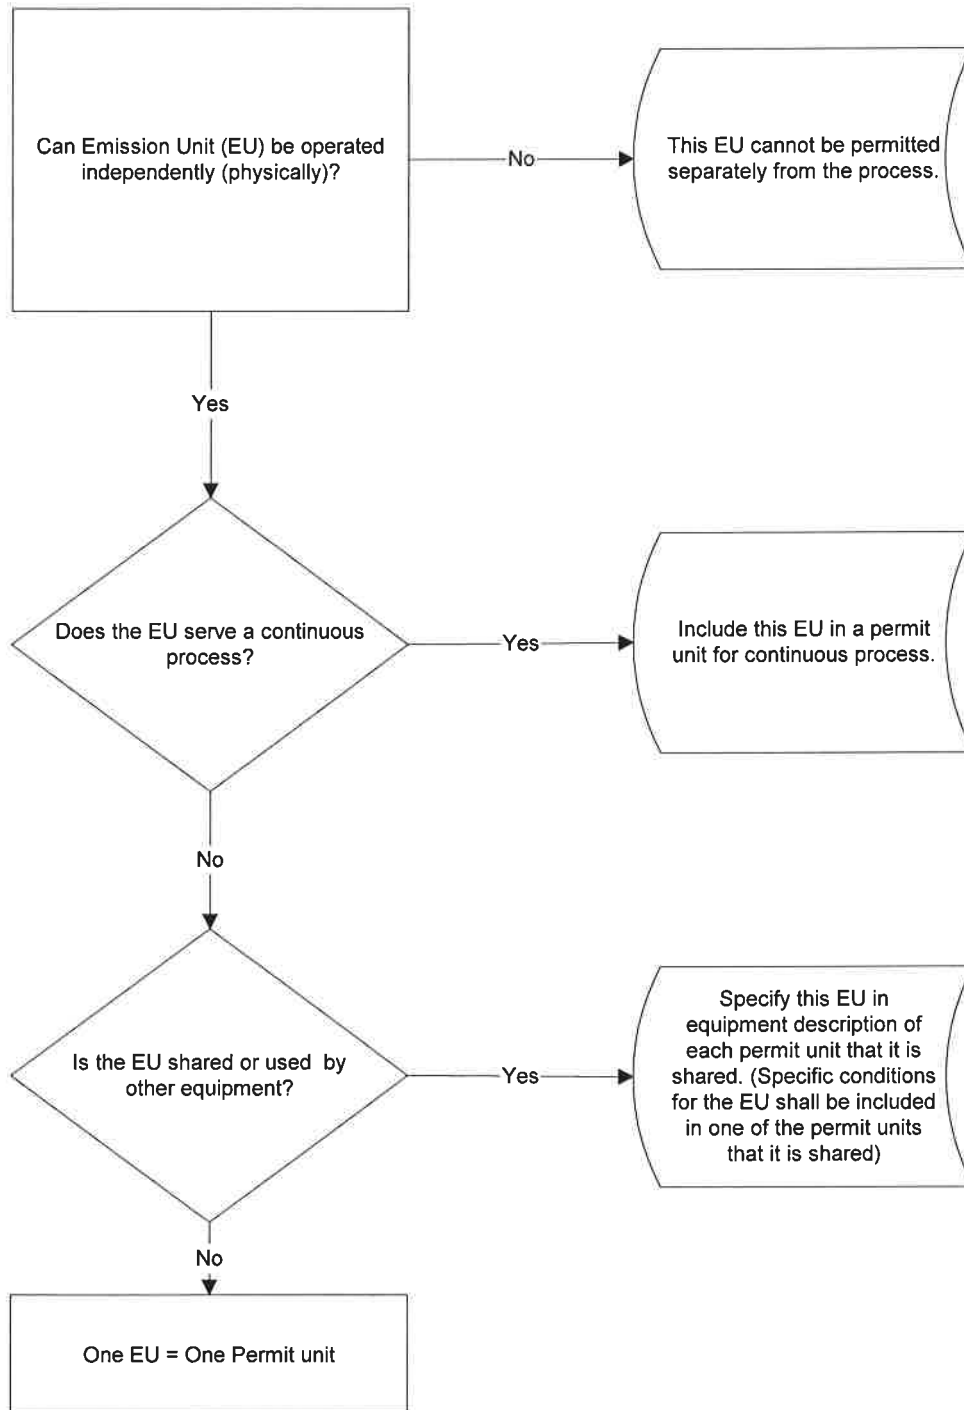 Can Emission Unit (EU) be operated
independently (physically)?
No
This EU cannot be permitted
separately from the process.
Yes
Does the EU serve a continuous
process?
Yes
Include this EU in a permit
unit for continuous process.
No
Is the EU shared or used by
other equipment?
Yes
Specify this EU in
equipment description of
each permit unit that it is
shared. (Specific conditions
for the EU shall be included
in one of the permit units
that it is shared)
No
One EU = One Permit unit